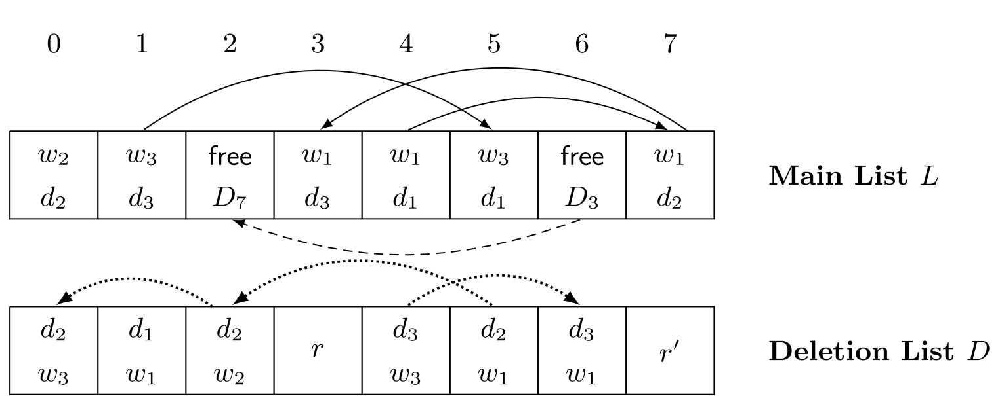 0 1 2 3 4 5 6 7
w₂ w₃ free w₁ w₁ w₃ free w₁
d₂ d₃ D₇ d₃ d₁ d₁ D₃ d₂
Main List L
d₂ d₁ d₂ r d₃ d₂ d₃ r′
w₃ w₁ w₂ w₃ w₁ w₁
Deletion List D